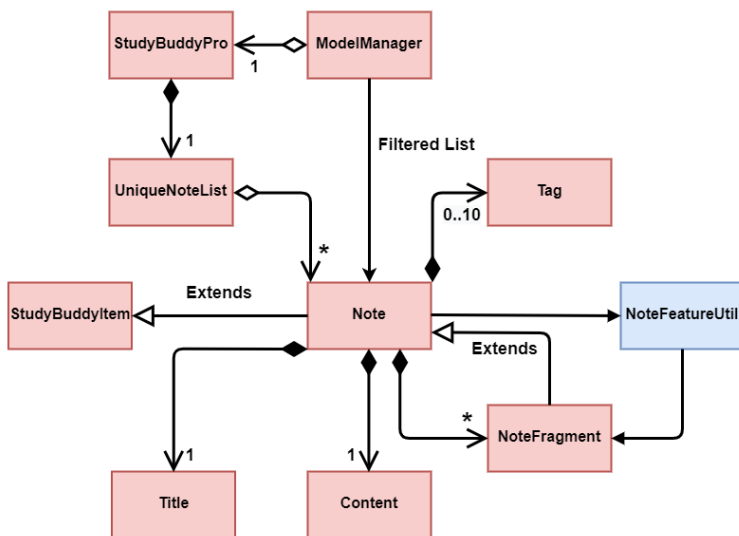 StudyBuddyPro
ModelManager
1
Filtered List
1
UniqueNoteList
Tag
0..10
*
StudyBuddyItem
Extends
Note
NoteFeatureUtil
Extends
*
NoteFragment
1
1
Title
Content